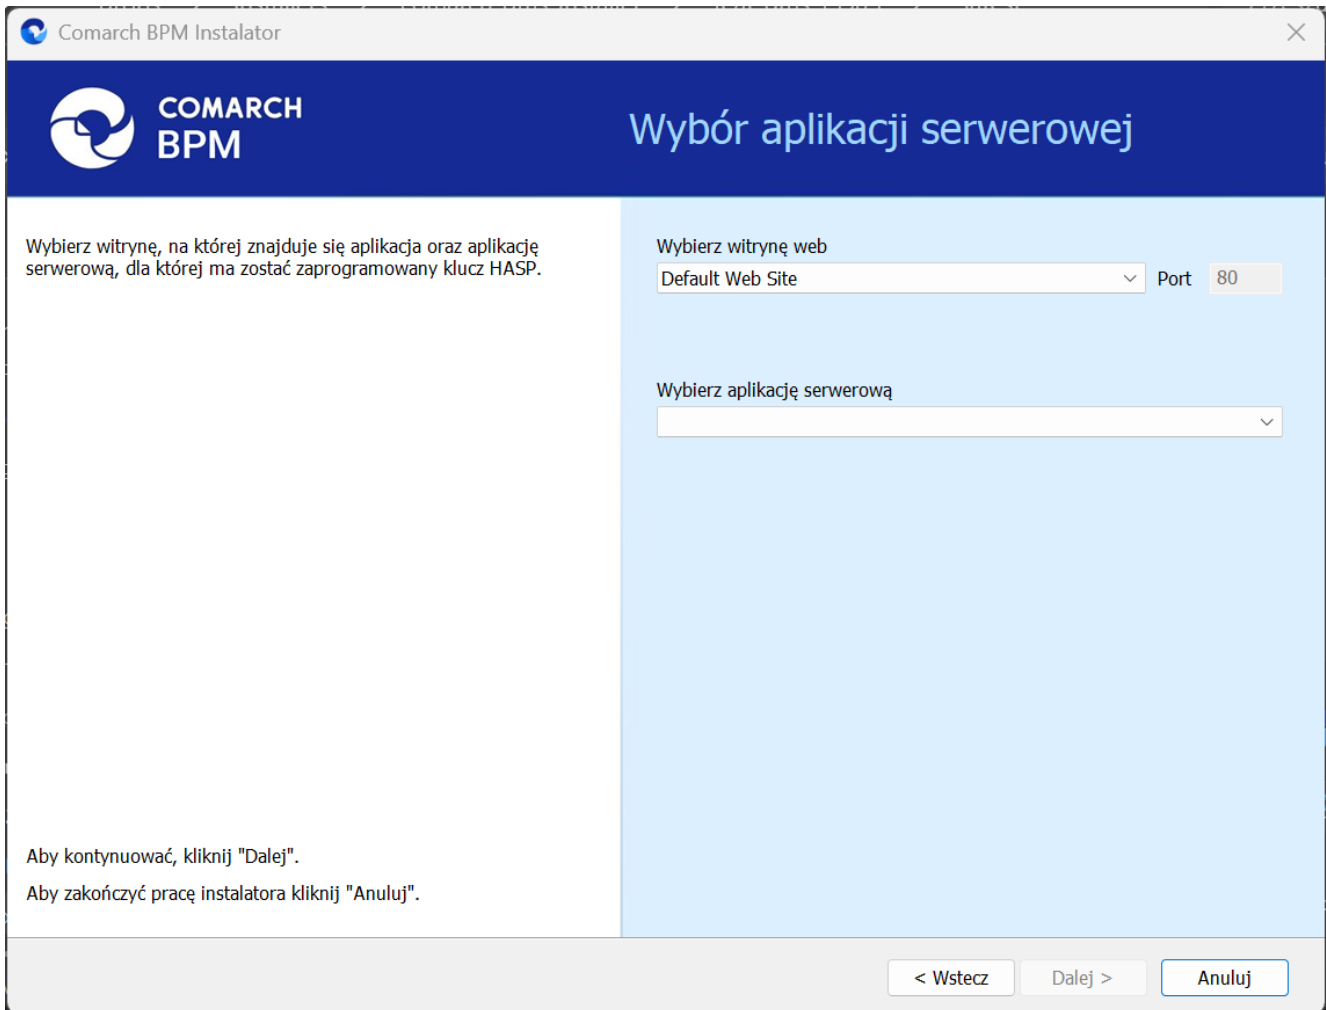 Comarch BPM Instalator
COMARCH
BPM
Wybór aplikacji serwerowej
Wybierz witrynę, na której znajduje się aplikacja oraz aplikację
serwerową, dla której ma zostać zaprogramowany klucz HASP.
Wybierz witrynę web
Default Web Site
Port 80
Wybierz aplikację serwerową
Aby kontynuować, kliknij "Dalej".
Aby zakończyć pracę instalatora kliknij "Anuluj".
< Wstecz
Dalej >
Anuluj